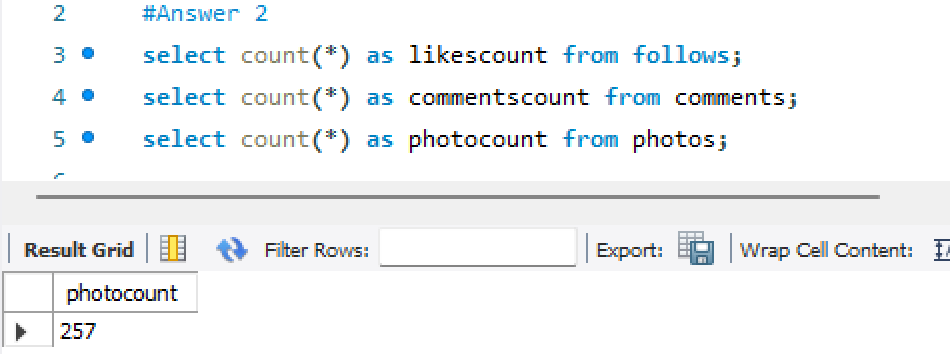 2 #Answer 2
3 select count(*) as likescount from follows;
4 select count(*) as commentscount from comments;
5 select count(*) as photocount from photos;
Result Grid Filter Rows: Export: Wrap Cell Content:
photocount
257